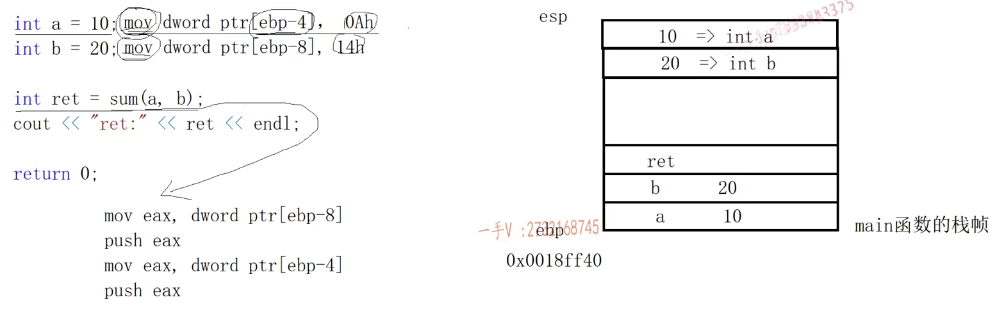 int a = 10; mov dword ptr[ebp-4], 0Ah
int b = 20; mov dword ptr[ebp-8], 14h
int ret = sum(a, b);
cout << "ret:" << ret << endl;
return 0;
mov eax, dword ptr[ebp-8]
push eax
mov eax, dword ptr[ebp-4]
push eax
esp
10 => int a
20 => int b
ret
b 20
a 10
一手V :2702168745
ebp
0x0018ff40
main函数的栈帧